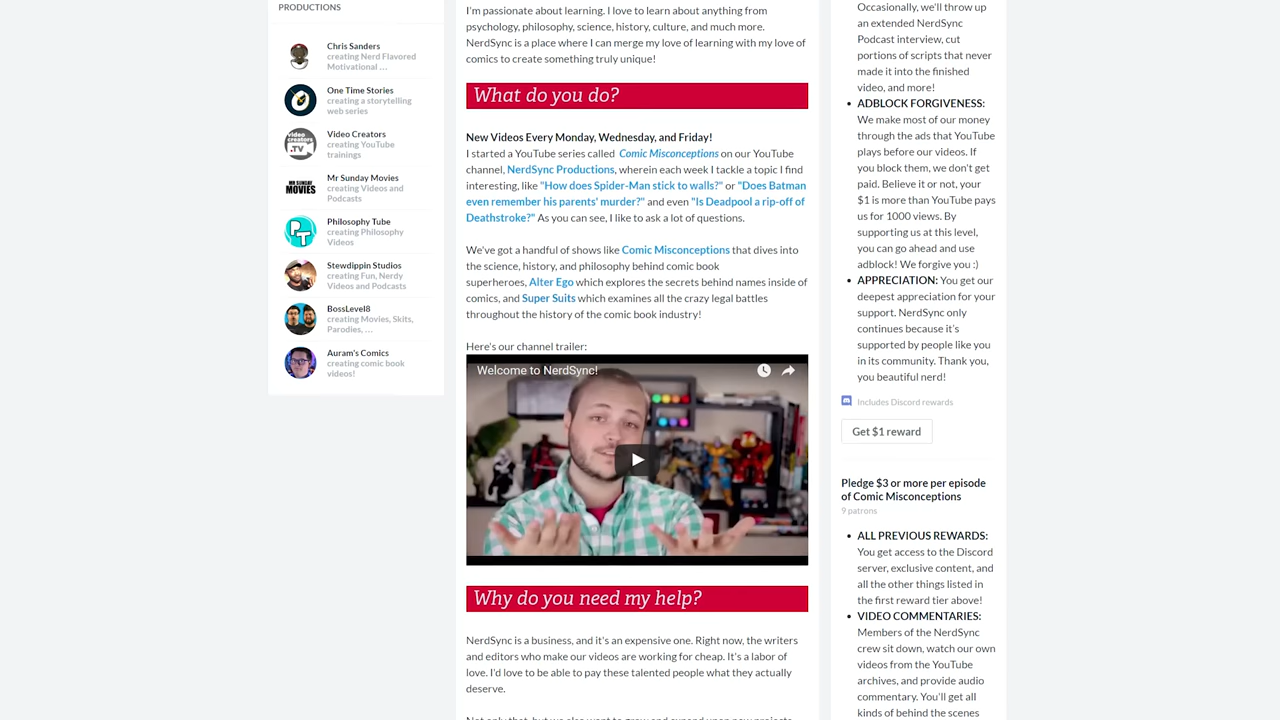 PRODUCTIONS
Chris Sanders
creating Nerd Flavored
Motivational ...
One Time Stories
creating a storytelling
web series
video
creators
.TV
Video Creators
creating YouTube
trainings
MR SUNDAY
MOVIES
Mr Sunday Movies
creating Videos and
Podcasts
PT
Philosophy Tube
creating Philosophy
Videos
Stewdippin Studios
creating Fun, Nerdy
Videos and Podcasts
BossLevel8
creating Movies, Skits,
Parodies, ...
Auram's Comics
creating comic book
videos!
I'm passionate about learning. I love to learn about anything from
psychology, philosophy, science, history, culture, and much more.
NerdSync is a place where I can merge my love of learning with my love of
comics to create something truly unique!
What do you do?
New Videos Every Monday, Wednesday, and Friday!
I started a YouTube series called Comic Misconceptions on our YouTube
channel, NerdSync Productions, wherein each week I tackle a topic I find
interesting, like "How does Spider-Man stick to walls?" or "Does Batman
even remember his parents' murder?" and even "Is Deadpool a rip-off of
Deathstroke?" As you can see, I like to ask a lot of questions.
We've got a handful of shows like Comic Misconceptions that dives into
the science, history, and philosophy behind comic book
superheroes, Alter Ego which explores the secrets behind names inside of
comics, and Super Suits which examines all the crazy legal battles
throughout the history of the comic book industry!
Here's our channel trailer:
Welcome to NerdSync!
Why do you need my help?
NerdSync is a business, and it's an expensive one. Right now, the writers
and editors who make our videos are working for cheap. It's a labor of
love. I'd love to be able to pay these talented people what they actually
deserve.
Not only that, but we also want to grow and expand upon new projects
Occasionally, we'll throw up
an extended NerdSync
Podcast interview, cut
portions of scripts that never
made it into the finished
video, and more!
• ADBLOCK FORGIVENESS:
We make most of our money
through the ads that YouTube
plays before our videos. If
you block them, we don't get
paid. Believe it or not, your
$1 is more than YouTube pays
us for 1000 views. By
supporting us at this level,
you can go ahead and use
adblock! We forgive you :)
• APPRECIATION: You get our
deepest appreciation for your
support. NerdSync only
continues because it's
supported by people like you
in its community. Thank you,
you beautiful nerd!
Includes Discord rewards
Get $1 reward
Pledge $3 or more per episode
of Comic Misconceptions
9 patrons
• ALL PREVIOUS REWARDS:
You get access to the Discord
server, exclusive content, and
all the other things listed in
the first reward tier above!
• VIDEO COMMENTARIES:
Members of the NerdSync
crew sit down, watch our own
videos from the YouTube
archives, and provide audio
commentary. You'll get all
kinds of behind the scenes